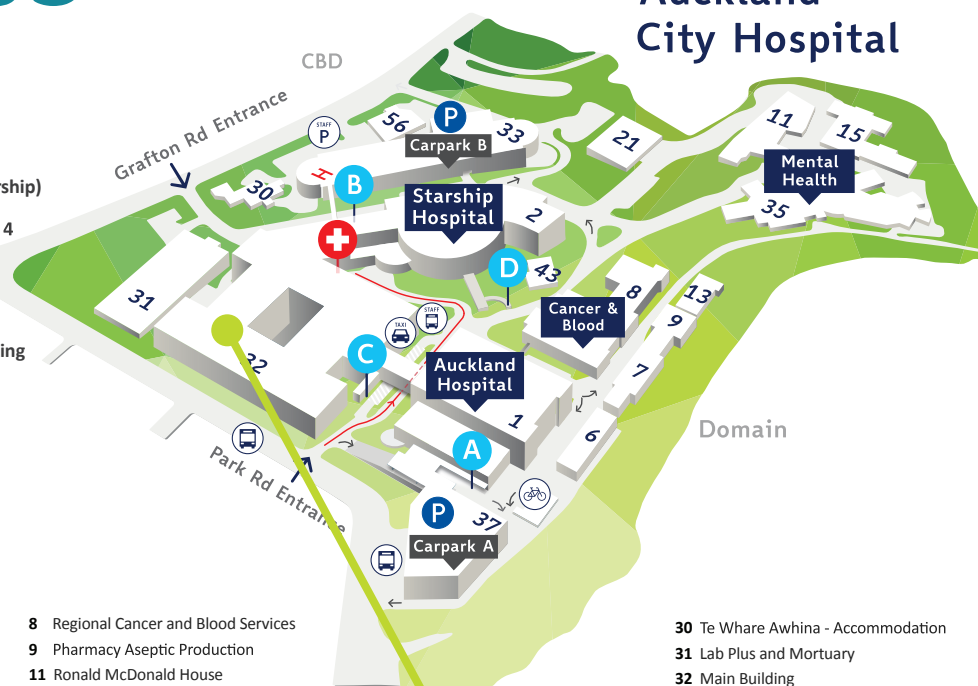 Auckland
City Hospital
CBD
Grafton Rd Entrance
STAFF
P
56
P
33
Carpark B
21
11
15
Mental
Health
35
H
30
B
Starship
Hospital
2
4
D
43
31
8
13
Cancer &
Blood
9
STAFF
TAXI
32
C
7
Auckland
Hospital
1
6
Domain
A
Park Rd Entrance
P
37
Carpark A
8 Regional Cancer and Blood Services
9 Pharmacy Aseptic Production
11 Ronald McDonald House
30 Te Whare Awhina - Accommodation
31 Lab Plus and Mortuary
32 Main Building